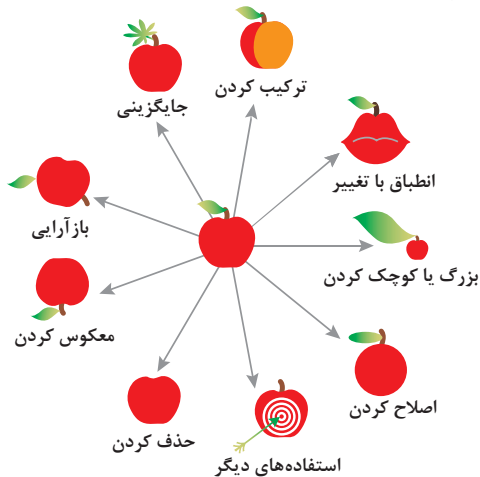 ترکیب کردن
جایگزینی
انطباق با تغییر
بازآرایی
بزرگ یا کوچک کردن
معکوس کردن
اصلاح کردن
حذف کردن
استفاده‌های دیگر